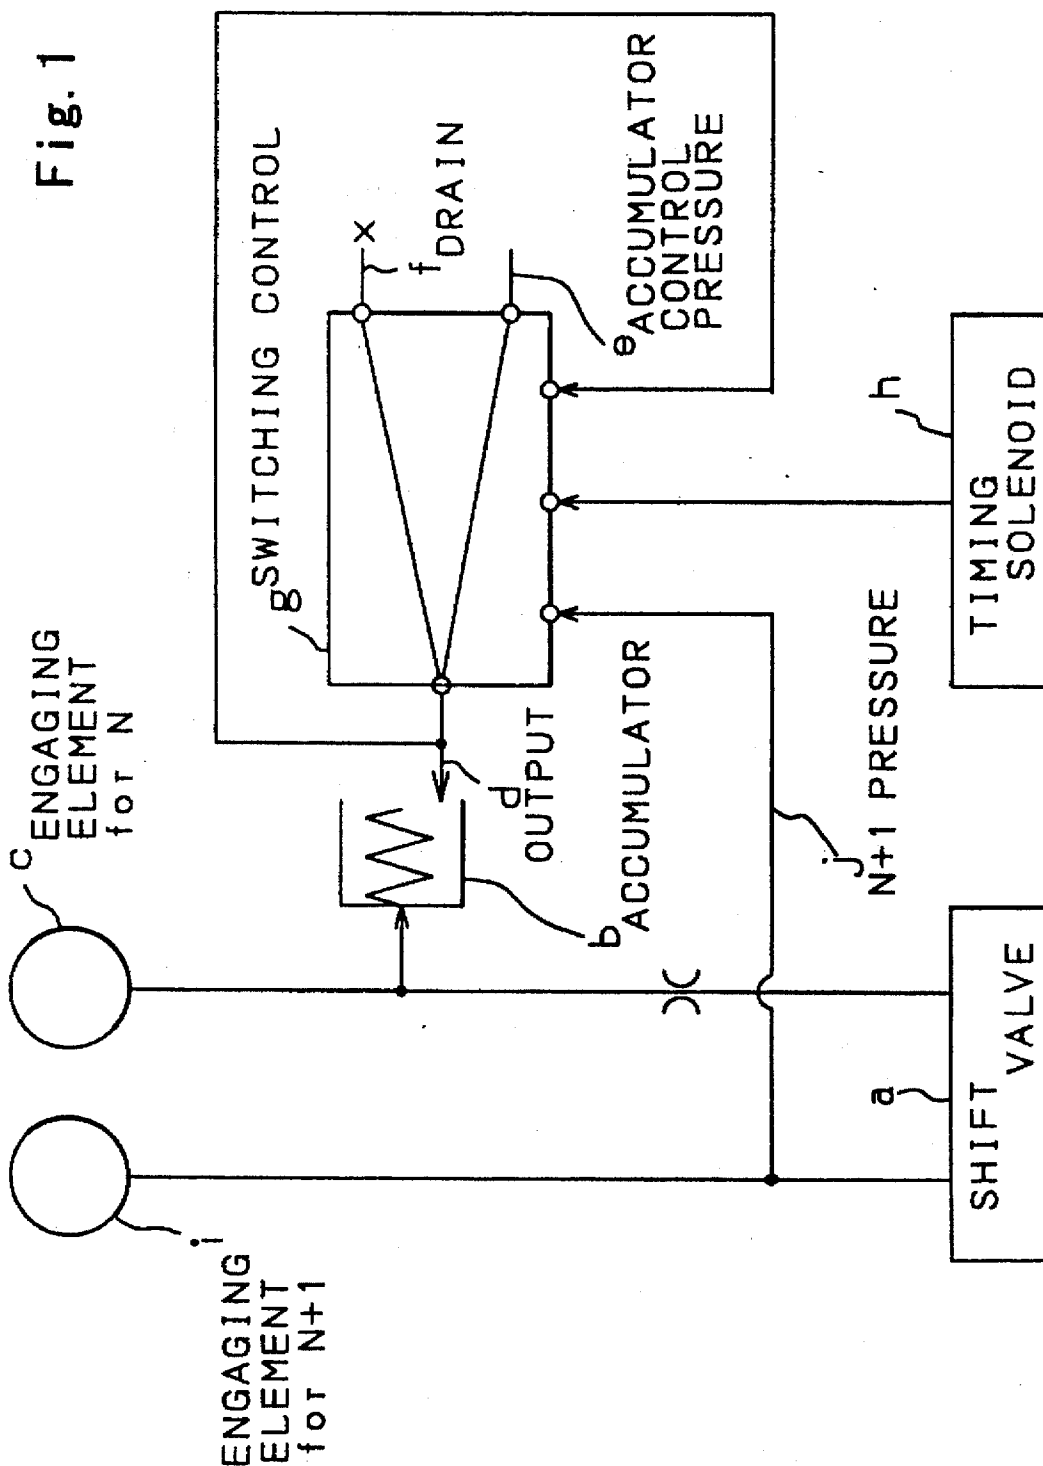 Fig. 1
c
ENGAGING
ELEMENT
for N
i
ENGAGING
ELEMENT
for N+1
g
SWITCHING CONTROL
x
f
DRAIN
e
ACCUMULATOR
CONTROL
PRESSURE
d
OUTPUT
b
ACCUMULATOR
j
N+1 PRESSURE
h
TIMING
SOLENOID
a
SHIFT
VALVE